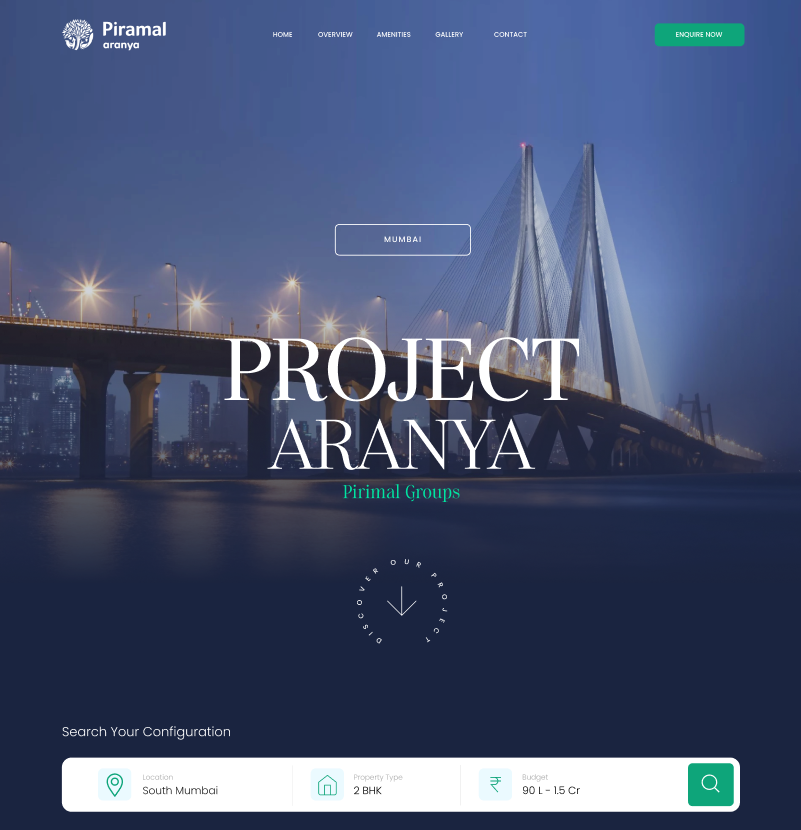 Piramal
aranya
HOME
OVERVIEW
AMENITIES
GALLERY
CONTACT
ENQUIRE NOW
MUMBAI
PROJECT
ARANYA
Pirimal Groups
DISCOVER OUR PROJECT
Search Your Configuration
Location
South Mumbai
Property Type
2 BHK
Budget
90 L - 1.5 Cr